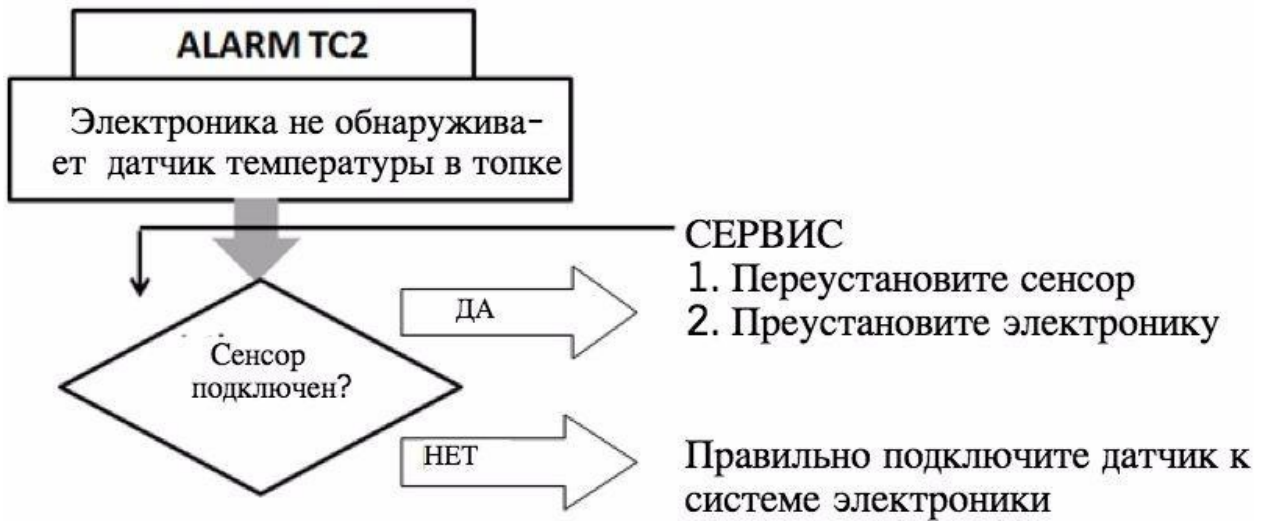 ALARM TC2
Электроника не обнаружива-
ет датчик температуры в топке
СЕРВИС
1. Переустановите сенсор
2. Преустановите электронику
ДА
Сенсор
подключен?
НЕТ
Правильно подключите датчик к
системе электроники